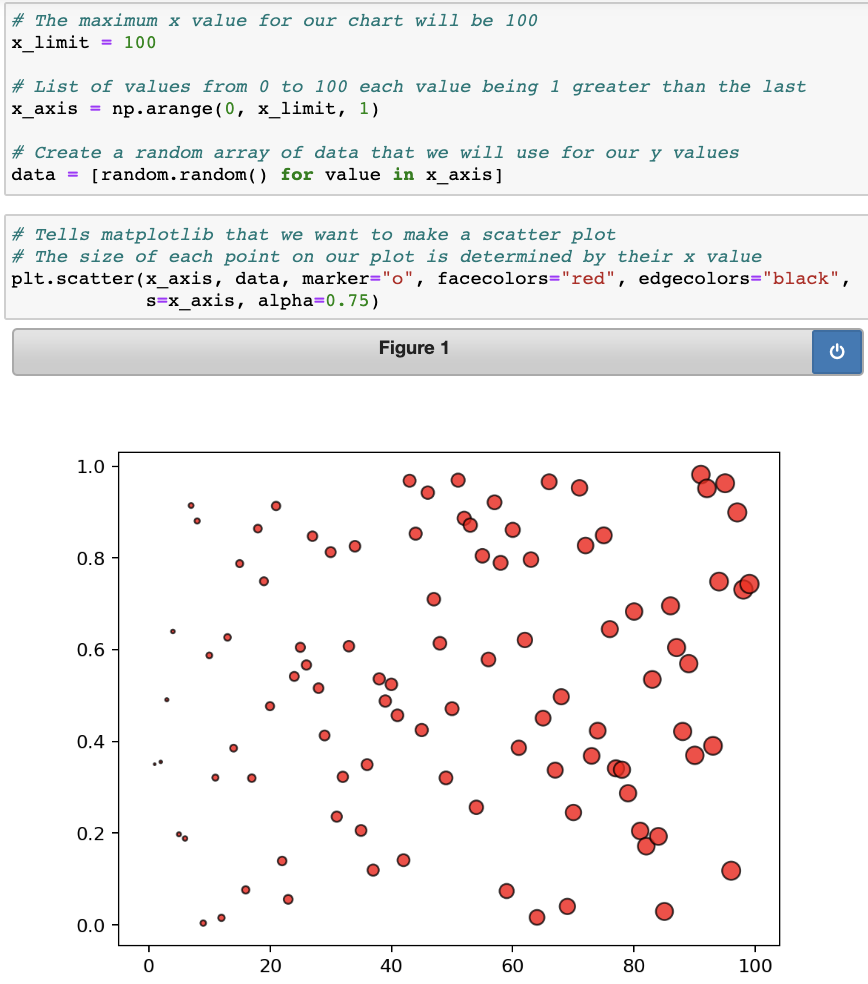 # The maximum x value for our chart will be 100
x_limit = 100
# List of values from 0 to 100 each value being 1 greater than the last
x_axis = np.arange(0, x_limit, 1)
# Create a random array of data that we will use for our y values
data = [random.random() for value in x_axis]
# Tells matplotlib that we want to make a scatter plot
# The size of each point on our plot is determined by their x value
plt.scatter(x_axis, data, marker="o", facecolors="red", edgecolors="black",
            s=x_axis, alpha=0.75)
Figure 1
1.0
0.8
0.6
0.4
0.2
0.0
0 20 40 60 80 100